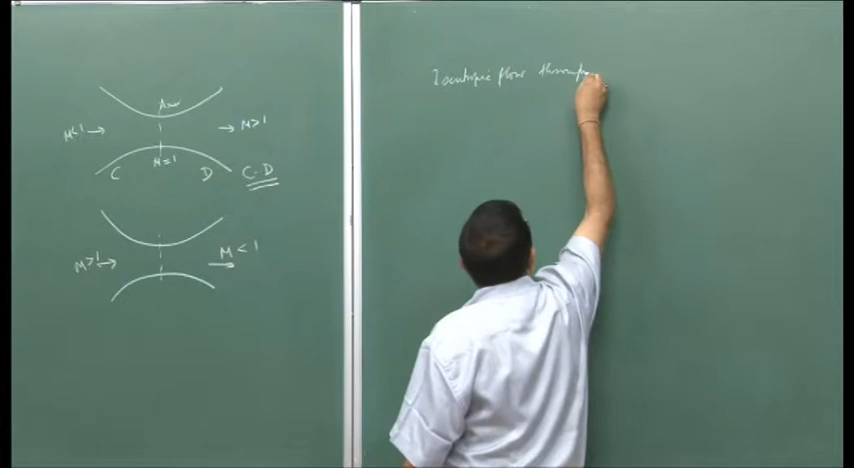 M<1 →
→ M>1
M=1
C
D
C-D
M>1 →
M<1
Isentropic flow through